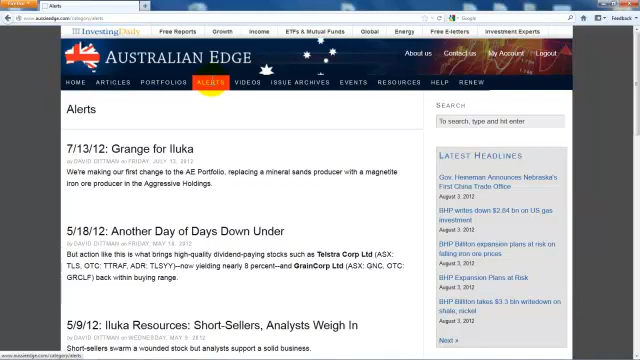 Firefox
Alerts
www.aussieedge.com/category/alerts
Google
Feedback
InvestingDaily
Free Reports
Growth
Income
ETFs & Mutual Funds
Global
Energy
Free E-letters
Investment Experts
AUSTRALIAN EDGE
About us
Contact us
My Account
Logout
HOME
ARTICLES
PORTFOLIOS
ALERTS
VIDEOS
ISSUE ARCHIVES
EVENTS
RESOURCES
HELP
RENEW
Alerts
7/13/12: Grange for Iluka
by DAVID DITTMAN on FRIDAY, JULY 13, 2012
We're making our first change to the AE Portfolio, replacing a mineral sands producer with a magnetite
iron ore producer in the Aggressive Holdings.
5/18/12: Another Day of Days Down Under
by DAVID DITTMAN on FRIDAY, MAY 18, 2012
But action like this is what brings high-quality dividend-paying stocks such as Telstra Corp Ltd (ASX:
TLS, OTC: TTRAF, ADR: TLSYY)--now yielding nearly 8 percent--and GrainCorp Ltd (ASX: GNC, OTC:
GRCLF) back within buying range.
5/9/12: Iluka Resources: Short-Sellers, Analysts Weigh In
by DAVID DITTMAN on WEDNESDAY, MAY 9, 2012
Short-sellers swarm a wounded stock but analysts support a solid business.
SEARCH
To search, type and hit enter
LATEST HEADLINES
Gov. Heineman Announces Nebraska's
First China Trade Office
August 3, 2012
BHP writes down $2.84 bn on US gas
investment
August 3, 2012
BHP Billiton expansion plans at risk on
falling iron ore prices
August 3, 2012
BHP Expansion Plans at Risk
August 3, 2012
BHP Billiton takes $3.3 bln writedown on
shale, nickel
August 3, 2012
Next »
www.aussieedge.com/category/alerts